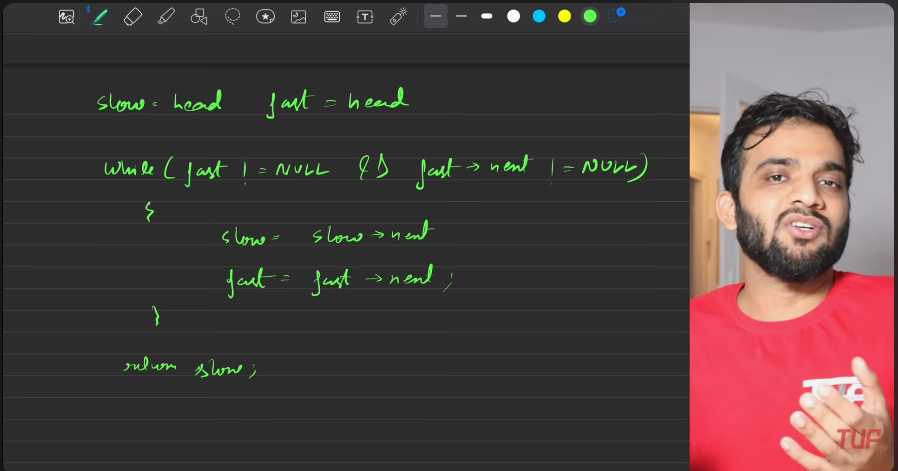 slow = head fast = head
while ( fast ! = NULL && fast → next ! = NULL)
{
slow = slow → next
fast = fast → next ;
}
return slow ;
TUF